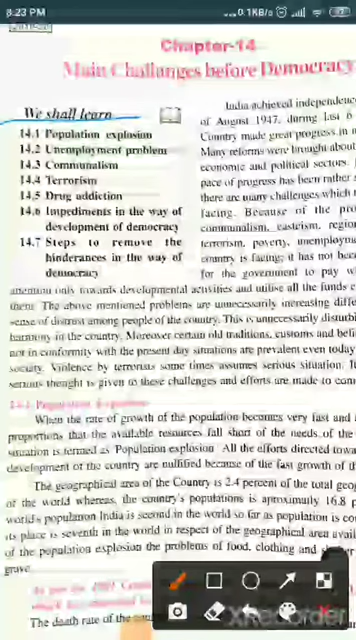 8:23 PM
0.1KB/s
Chapter-14
Main Challanges before Democracy
We shall learn
14.1 Population explosion
14.2 Unemployment problem
14.3 Communalism
14.4 Terrorism
14.5 Drug addiction
14.6 Impediments in the way of
development of democracy
14.7 Steps to remove the
hinderances in the way of
democracy
India achieved independenc
of August 1947, during last 6
Country made great progress in
Many reforms were brought about
economic and political sectors.
pace of progress has been rather
there are many challenges which
facing. Because of the
communalism, casteism, region
terrorism, poverty, unemployme
country is facing; it has not bee
for the government to pay
attention only towards developmental activities and utilise all the funds
them. The above mentioned problems are unnecessarily increasing
sense of distrust among people of the country. This is unnecessarily disturbi
harmony in the country. Moreover certain old traditions, customs and beli
not in conformity with the present day situations are prevalent even today
society. Violence by terrorists some times assumes serious situation.
serious thought is given to these challenges and efforts are made to
14.1 Population Explosion
When the rate of growth of the population becomes very fast and
proportions that the available resources fall short of the needs of the
situation is termed as Population explosion. All the efforts directed towa
development of the country are nullified because of the fast growth of
The geographical area of the Country is 2.4 percent of the total geog
of the world whereas, the country's populations is aproximuly 16.8 p
world's population India is second in the world so far as population is co
its place is seventh in the world in respect of the geographical area avail
of the population explosion the problems of food, clothing and
grave.
As per the
The death rate of the
XRecorder